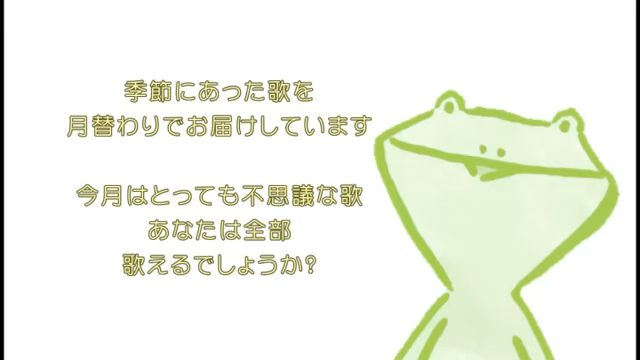 季節にあった歌を
月替わりでお届けしています
今月はとっても不思議な歌
あなたは全部
歌えるでしょうか?